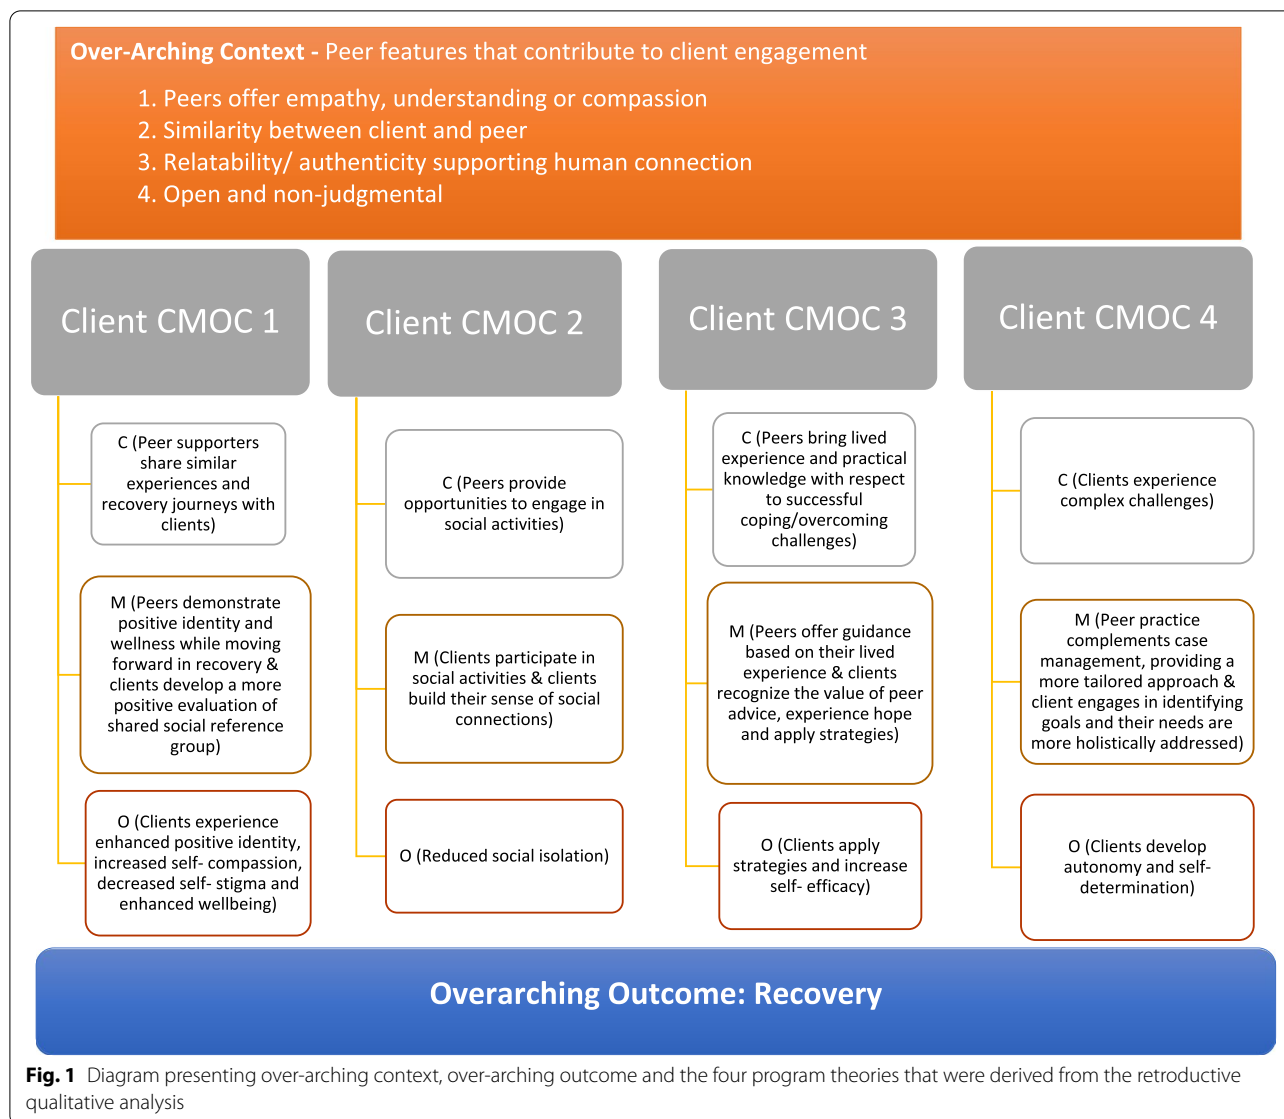 Over-Arching Context - Peer features that contribute to client engagement
1. Peers offer empathy, understanding or compassion
2. Similarity between client and peer
3. Relatability/ authenticity supporting human connection
4. Open and non-judgmental
Client CMOC 1
C (Peer supporters
share similar
experiences and
recovery journeys with
clients)
M (Peers demonstrate
positive identity and
wellness while moving
forward in recovery &
clients develop a more
positive evaluation of
shared social reference
group)
O (Clients experience
enhanced positive identity,
increased self- compassion,
decreased self- stigma and
enhanced wellbeing)
Client CMOC 2
C (Peers provide
opportunities to engage in
social activities)
M (Clients participate in
social activities & clients
build their sense of social
connections)
O (Reduced social isolation)
Client CMOC 3
C (Peers bring lived
experience and practical
knowledge with respect
to successful
coping/overcoming
challenges)
M (Peers offer guidance
based on their lived
experience & clients
recognize the value of peer
advice, experience hope
and apply strategies)
O (Clients apply
strategies and increase
self- efficacy)
Client CMOC 4
C (Clients experience
complex challenges)
M (Peer practice
complements case
management, providing a
more tailored approach &
client engages in identifying
goals and their needs are
more holistically addressed)
O (Clients develop
autonomy and self-
determination)
Overarching Outcome: Recovery
Fig. 1 Diagram presenting over-arching context, over-arching outcome and the four program theories that were derived from the retroductive
qualitative analysis